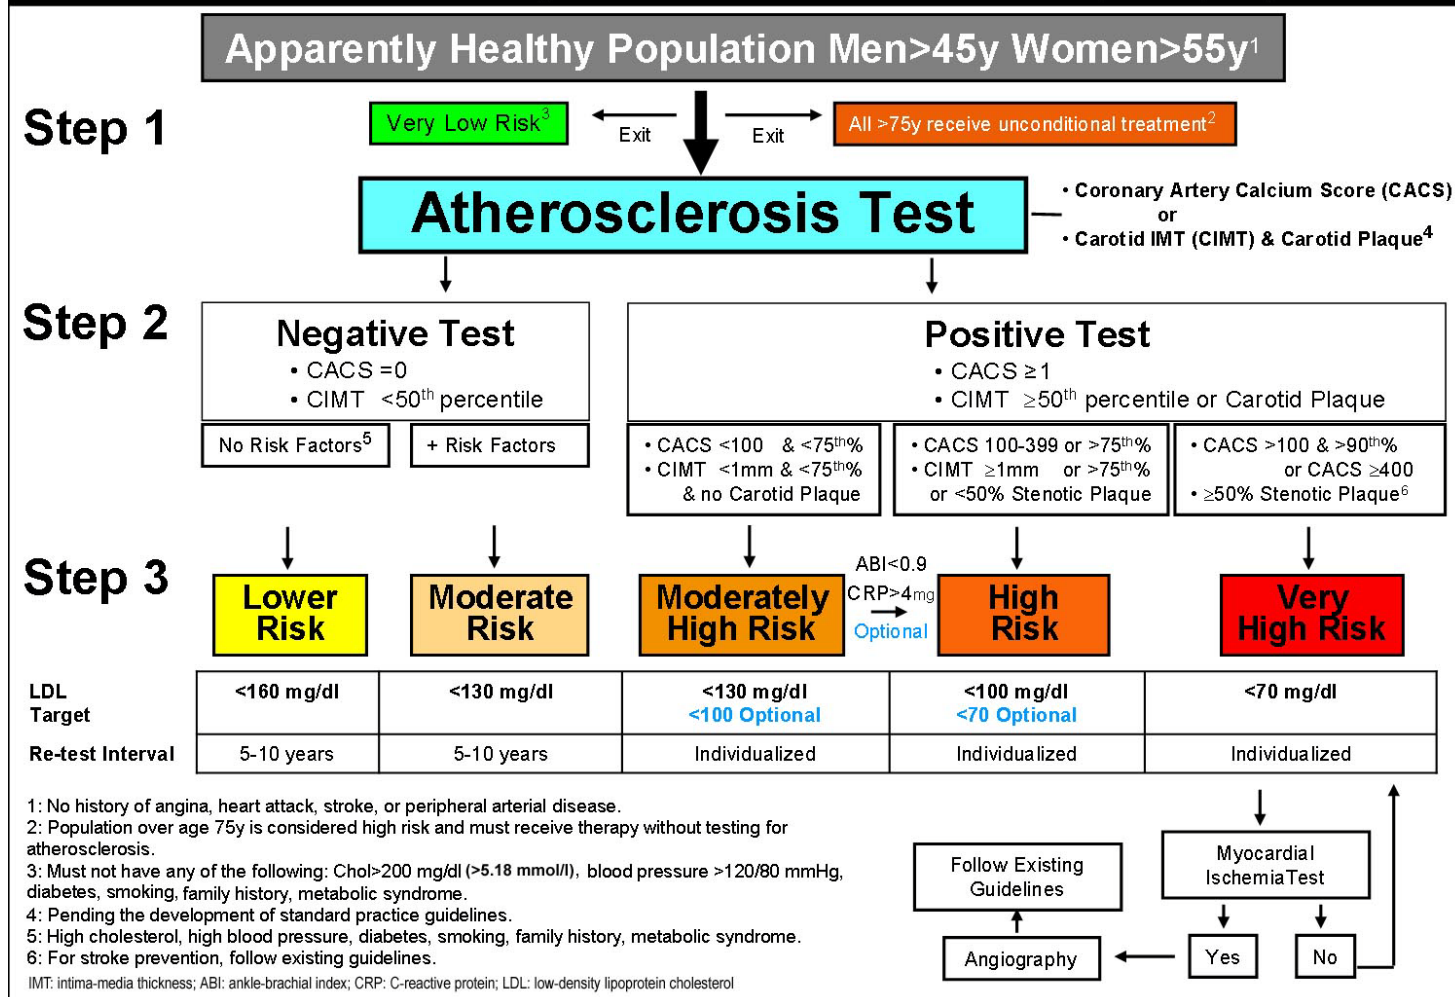 Apparently Healthy Population Men>45y Women>55y1
Step 1
Very Low Risk3
Exit
Exit
All >75y receive unconditional treatment2
Atherosclerosis Test
• Coronary Artery Calcium Score (CACS)
or
• Carotid IMT (CIMT) & Carotid Plaque4
Step 2
Negative Test
• CACS =0
• CIMT <50th percentile
Positive Test
• CACS ≥1
• CIMT ≥50th percentile or Carotid Plaque
No Risk Factors5
+ Risk Factors
• CACS <100 & <75th%
• CIMT <1mm & <75th%
& no Carotid Plaque
• CACS 100-399 or >75th%
• CIMT ≥1mm or >75th%
or <50% Stenotic Plaque
• CACS >100 & >90th%
or CACS ≥400
• ≥50% Stenotic Plaque6
Step 3
Lower
Risk
Moderate
Risk
Moderately
High Risk
ABI<0.9
CRP>4mg
Optional
High
Risk
Very
High Risk
LDL
Target
<160 mg/dl
<130 mg/dl
<130 mg/dl
<100 Optional
<100 mg/dl
<70 Optional
<70 mg/dl
Re-test Interval
5-10 years
5-10 years
Individualized
Individualized
Individualized
1: No history of angina, heart attack, stroke, or peripheral arterial disease.
2: Population over age 75y is considered high risk and must receive therapy without testing for
atherosclerosis.
3: Must not have any of the following: Chol>200 mg/dl (>5.18 mmol/l), blood pressure >120/80 mmHg,
diabetes, smoking, family history, metabolic syndrome.
4: Pending the development of standard practice guidelines.
5: High cholesterol, high blood pressure, diabetes, smoking, family history, metabolic syndrome.
6: For stroke prevention, follow existing guidelines.
IMT: intima-media thickness; ABI: ankle-brachial index; CRP: C-reactive protein; LDL: low-density lipoprotein cholesterol
Follow Existing
Guidelines
Myocardial
IschemiaTest
Angiography
Yes
No